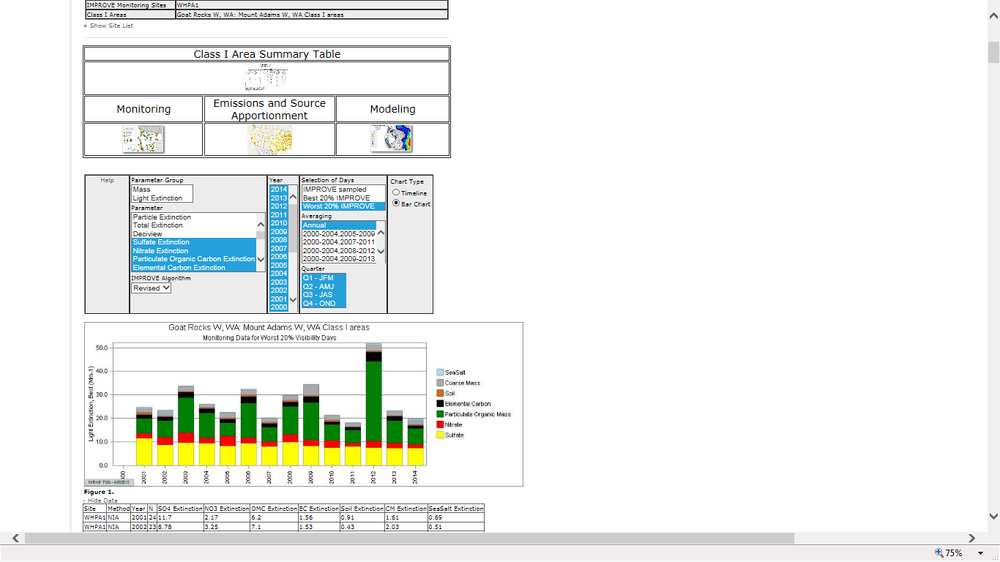 IMPROVE Monitoring Sites WHPA1
Class I Areas Goat Rocks W, WA: Mount Adams W, WA Class I areas
+ Show Site List
Class I Area Summary Table
Monitoring
Emissions and Source
Apportionment
Modeling
Help
Parameter Group
Mass
Light Extinction
Parameter
Particle Extinction
Total Extinction
Deciview
Sulfate Extinction
Nitrate Extinction
Particulate Organic Carbon Extinction
Elemental Carbon Extinction
IMPROVE Algorithm
Revised
Year
2014
2013
2012
2011
2010
2009
2008
2007
2006
2005
2004
2003
2002
2001
2000
Selection of Days
IMPROVE sampled
Best 20% IMPROVE
Worst 20% IMPROVE
Averaging
Annual
2000-2004,2005-2009
2000-2004,2007-2011
2000-2004,2008-2012
2000-2004,2009-2013
Quarter
Q1 - JFM
Q2 - AMJ
Q3 - JAS
Q4 - OND
Chart Type
Timeline
Bar Chart
Goat Rocks W, WA: Mount Adams W, WA Class I areas
Monitoring Data for Worst 20% Visibility Days
Light Extinction, Bext (Mm-1)
50.0
40.0
30.0
20.0
10.0
0.0
2001
2002
2003
2004
2005
2006
2007
2008
2009
2010
2011
2012
2013
2014
WRAP TSS - 6/6/2017
SeaSalt
Coarse Mass
Soil
Elemental Carbon
Particulate Organic Mass
Nitrate
Sulfate
Figure 1.
- Hide Data
Site Method Year N SO4 Extinction NO3 Extinction OMC Extinction EC Extinction Soil Extinction CM Extinction SeaSalt Extinction
WHPA1 NIA 2001 24 11.7 2.17 6.2 1.56 0.91 1.61 0.69
WHPA1 NIA 2002 23 8.78 3.25 7.1 1.53 0.43 2.03 0.51
75%